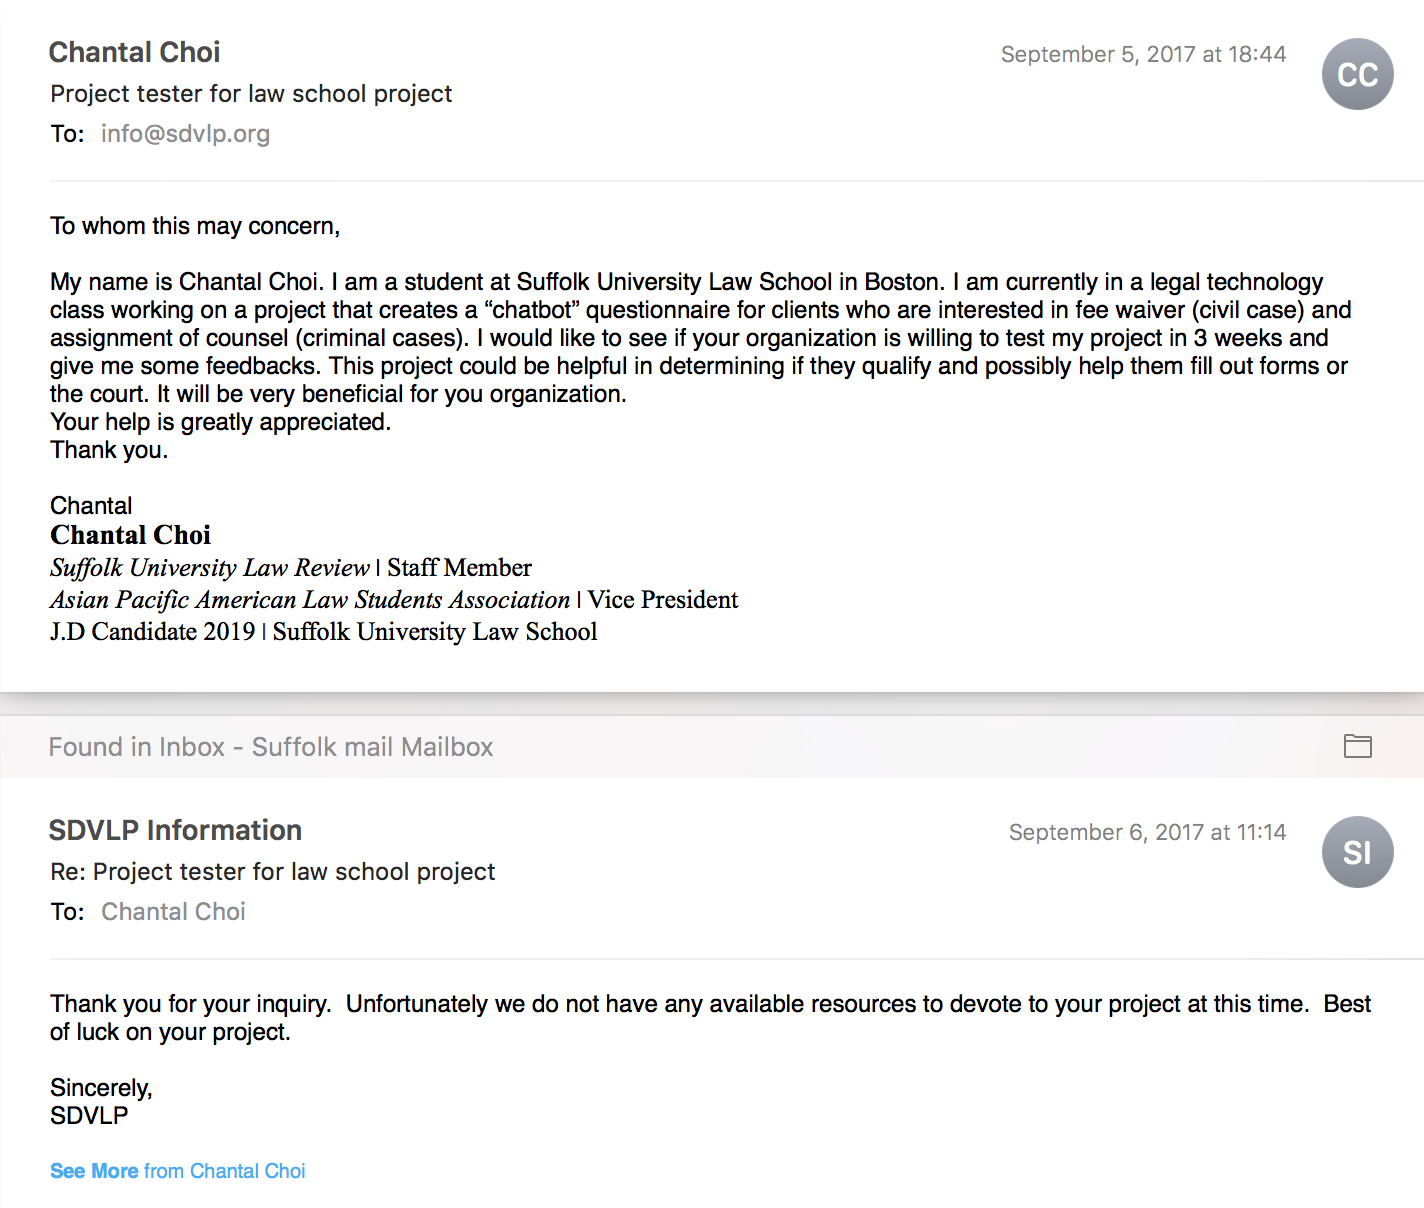 Chantal Choi
September 5, 2017 at 18:44
CC
Project tester for law school project
To: info@sdvlp.org
To whom this may concern,
My name is Chantal Choi. I am a student at Suffolk University Law School in Boston. I am currently in a legal technology
class working on a project that creates a “chatbot” questionnaire for clients who are interested in fee waiver (civil case) and
assignment of counsel (criminal cases). I would like to see if your organization is willing to test my project in 3 weeks and
give me some feedbacks. This project could be helpful in determining if they qualify and possibly help them fill out forms or
the court. It will be very beneficial for you organization.
Your help is greatly appreciated.
Thank you.
Chantal
Chantal Choi
Suffolk University Law Review | Staff Member
Asian Pacific American Law Students Association | Vice President
J.D Candidate 2019 | Suffolk University Law School
Found in Inbox - Suffolk mail Mailbox
SDVLP Information
September 6, 2017 at 11:14
SI
Re: Project tester for law school project
To: Chantal Choi
Thank you for your inquiry.  Unfortunately we do not have any available resources to devote to your project at this time.  Best
of luck on your project.
Sincerely,
SDVLP
See More from Chantal Choi